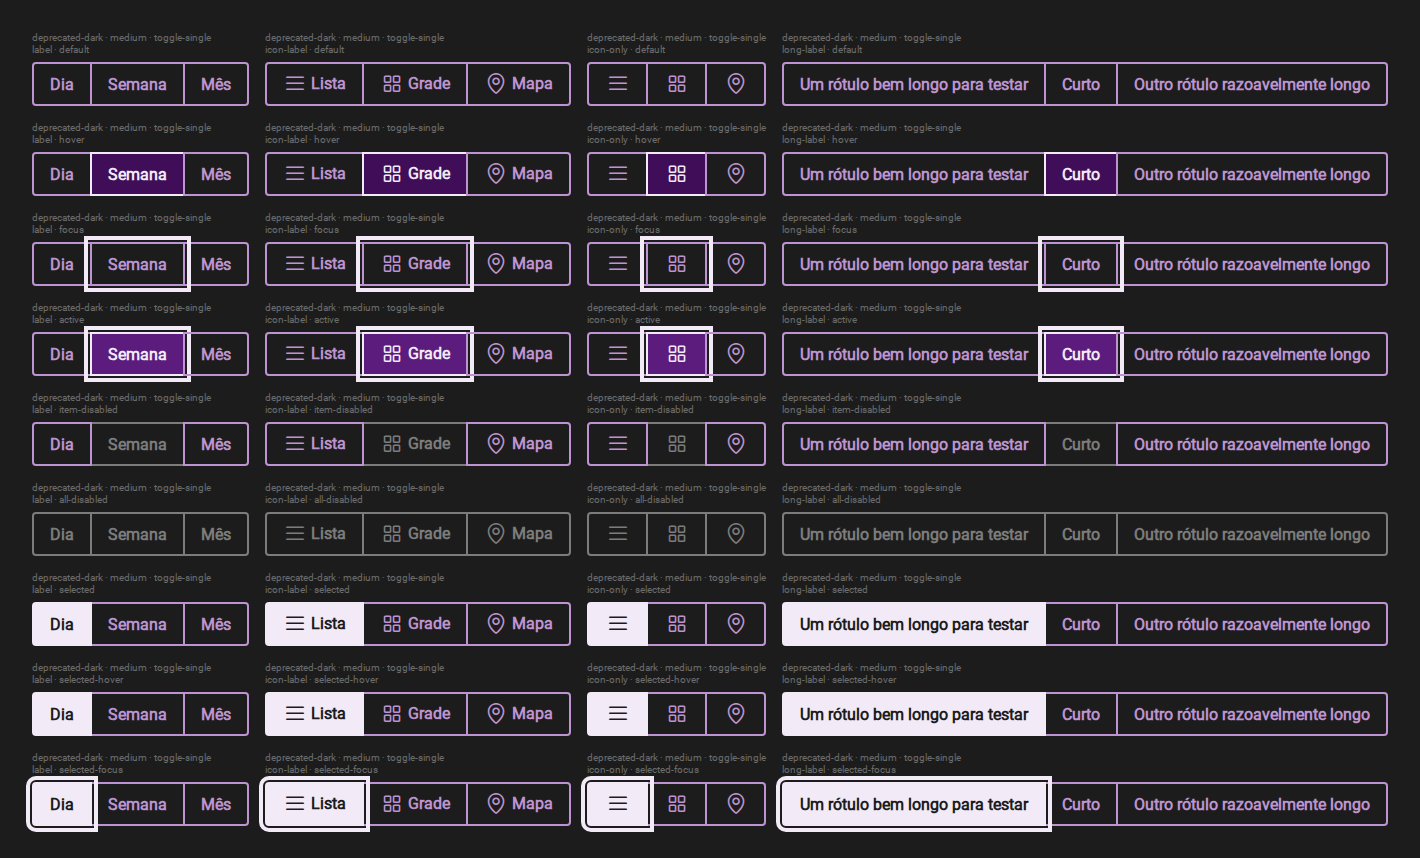 deprecated-dark · medium · toggle-single
label · default
Dia Semana Mês
deprecated-dark · medium · toggle-single
icon-label · default
Lista Grade Mapa
deprecated-dark · medium · toggle-single
icon-only · default
deprecated-dark · medium · toggle-single
long-label · default
Um rótulo bem longo para testar Curto Outro rótulo razoavelmente longo
deprecated-dark · medium · toggle-single
label · hover
Dia Semana Mês
deprecated-dark · medium · toggle-single
icon-label · hover
Lista Grade Mapa
deprecated-dark · medium · toggle-single
icon-only · hover
deprecated-dark · medium · toggle-single
long-label · hover
Um rótulo bem longo para testar Curto Outro rótulo razoavelmente longo
deprecated-dark · medium · toggle-single
label · focus
Dia Semana Mês
deprecated-dark · medium · toggle-single
icon-label · focus
Lista Grade Mapa
deprecated-dark · medium · toggle-single
icon-only · focus
deprecated-dark · medium · toggle-single
long-label · focus
Um rótulo bem longo para testar Curto Outro rótulo razoavelmente longo
deprecated-dark · medium · toggle-single
label · active
Dia Semana Mês
deprecated-dark · medium · toggle-single
icon-label · active
Lista Grade Mapa
deprecated-dark · medium · toggle-single
icon-only · active
deprecated-dark · medium · toggle-single
long-label · active
Um rótulo bem longo para testar Curto Outro rótulo razoavelmente longo
deprecated-dark · medium · toggle-single
label · item-disabled
Dia Semana Mês
deprecated-dark · medium · toggle-single
icon-label · item-disabled
Lista Grade Mapa
deprecated-dark · medium · toggle-single
icon-only · item-disabled
deprecated-dark · medium · toggle-single
long-label · item-disabled
Um rótulo bem longo para testar Curto Outro rótulo razoavelmente longo
deprecated-dark · medium · toggle-single
label · all-disabled
Dia Semana Mês
deprecated-dark · medium · toggle-single
icon-label · all-disabled
Lista Grade Mapa
deprecated-dark · medium · toggle-single
icon-only · all-disabled
deprecated-dark · medium · toggle-single
long-label · all-disabled
Um rótulo bem longo para testar Curto Outro rótulo razoavelmente longo
deprecated-dark · medium · toggle-single
label · selected
Dia Semana Mês
deprecated-dark · medium · toggle-single
icon-label · selected
Lista Grade Mapa
deprecated-dark · medium · toggle-single
icon-only · selected
deprecated-dark · medium · toggle-single
long-label · selected
Um rótulo bem longo para testar Curto Outro rótulo razoavelmente longo
deprecated-dark · medium · toggle-single
label · selected-hover
Dia Semana Mês
deprecated-dark · medium · toggle-single
icon-label · selected-hover
Lista Grade Mapa
deprecated-dark · medium · toggle-single
icon-only · selected-hover
deprecated-dark · medium · toggle-single
long-label · selected-hover
Um rótulo bem longo para testar Curto Outro rótulo razoavelmente longo
deprecated-dark · medium · toggle-single
label · selected-focus
Dia Semana Mês
deprecated-dark · medium · toggle-single
icon-label · selected-focus
Lista Grade Mapa
deprecated-dark · medium · toggle-single
icon-only · selected-focus
deprecated-dark · medium · toggle-single
long-label · selected-focus
Um rótulo bem longo para testar Curto Outro rótulo razoavelmente longo